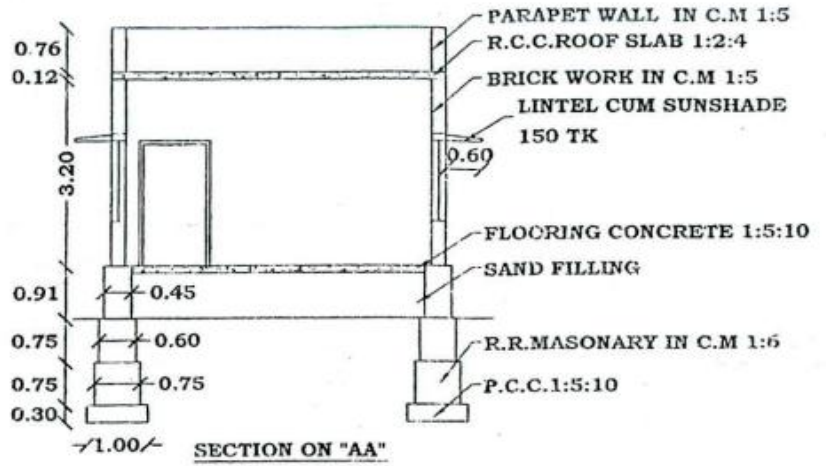 PARAPET WALL IN C.M 1:5
0.76
R.C.C.ROOF SLAB 1:2:4
0.12
BRICK WORK IN C.M 1:5
LINTEL CUM SUNSHADE
150 TK
0.60
3.20
FLOORING CONCRETE 1:5:10
SAND FILLING
0.91
0.45
0.75
0.60
R.R.MASONARY IN C.M 1:6
0.75
0.75
P.C.C.1:5:10
0.30
1.00
SECTION ON "AA"